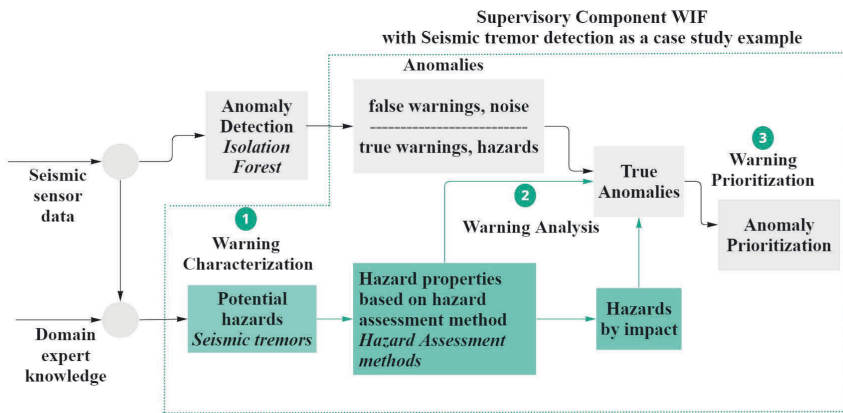 Supervisory Component WIF
with Seismic tremor detection as a case study example
Anomalies
Anomaly
Detection
Isolation
Forest
false warnings, noise
---------------------------
true warnings, hazards
Seismic
sensor
data
True
Anomalies
3
Warning
Prioritization
Anomaly
Prioritization
1
Warning
Characterization
2
Warning Analysis
Potential
hazards
Seismic tremors
Hazard properties
based on hazard
assessment method
Hazard Assessment
methods
Hazards
by impact
Domain
expert
knowledge